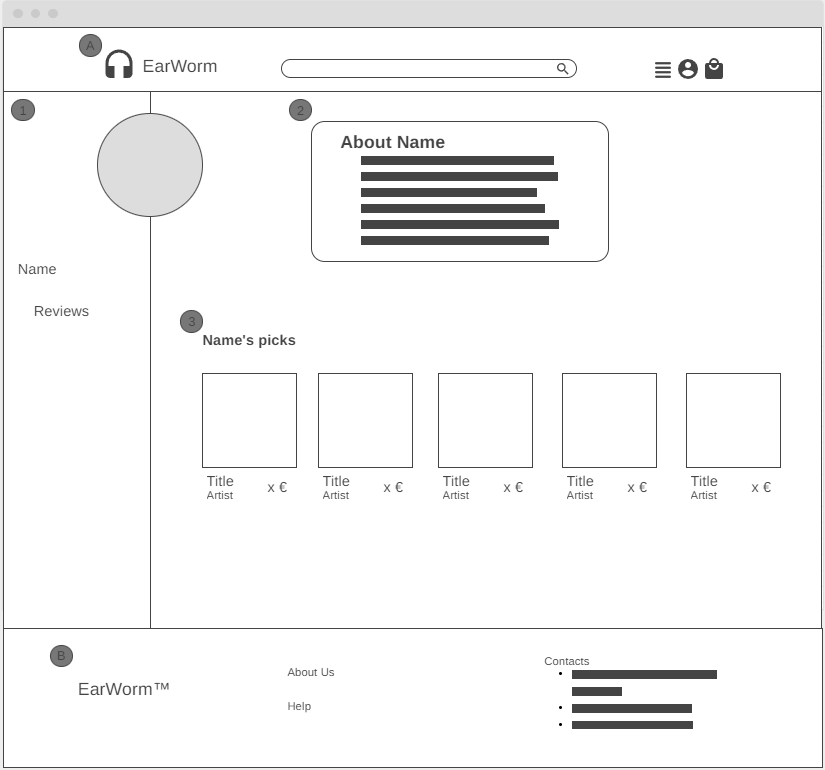 A
EarWorm
1
2
About Name
Name
Reviews
3
Name's picks
Title
Artist
x €
Title
Artist
x €
Title
Artist
x €
Title
Artist
x €
Title
Artist
x €
B
EarWorm™
About Us
Help
Contacts